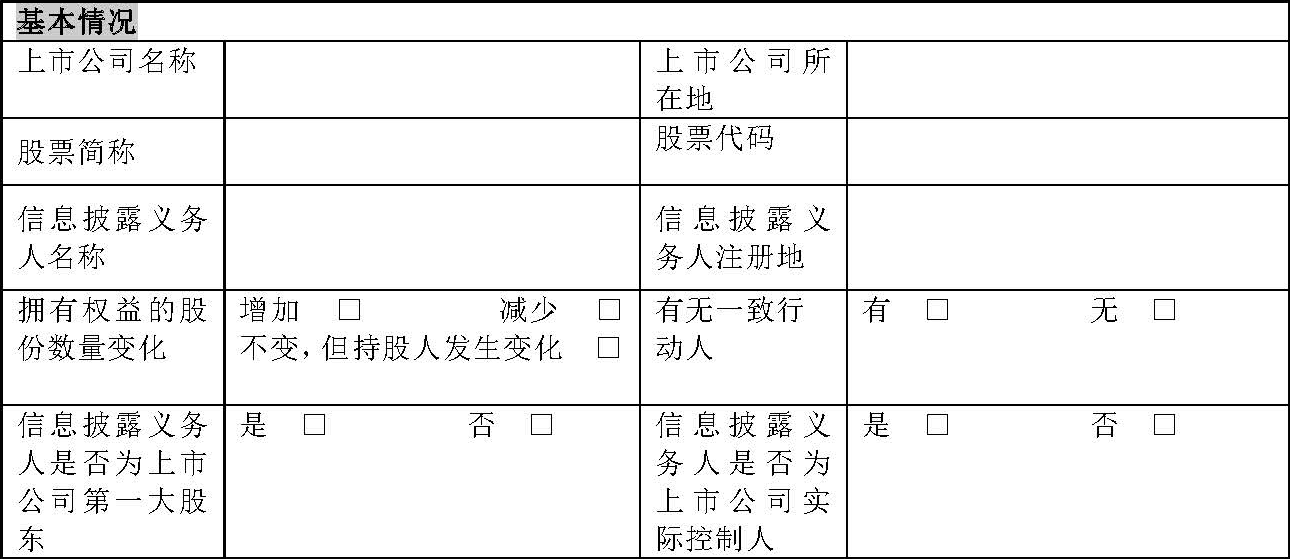 基本情况
上市公司名称
上市公司所
在地
股票简称
股票代码
信息披露义务
人名称
信息披露义
务人注册地
拥有权益的股
份数量变化
增加 □ 减少 □
不变，但持股人发生变化 □
有无一致行
动人
有 □ 无 □
信息披露义务
人是否为上市
公司第一大股
东
是 □ 否 □
信息披露义
务人是否为
上市公司实
际控制人
是 □ 否 □